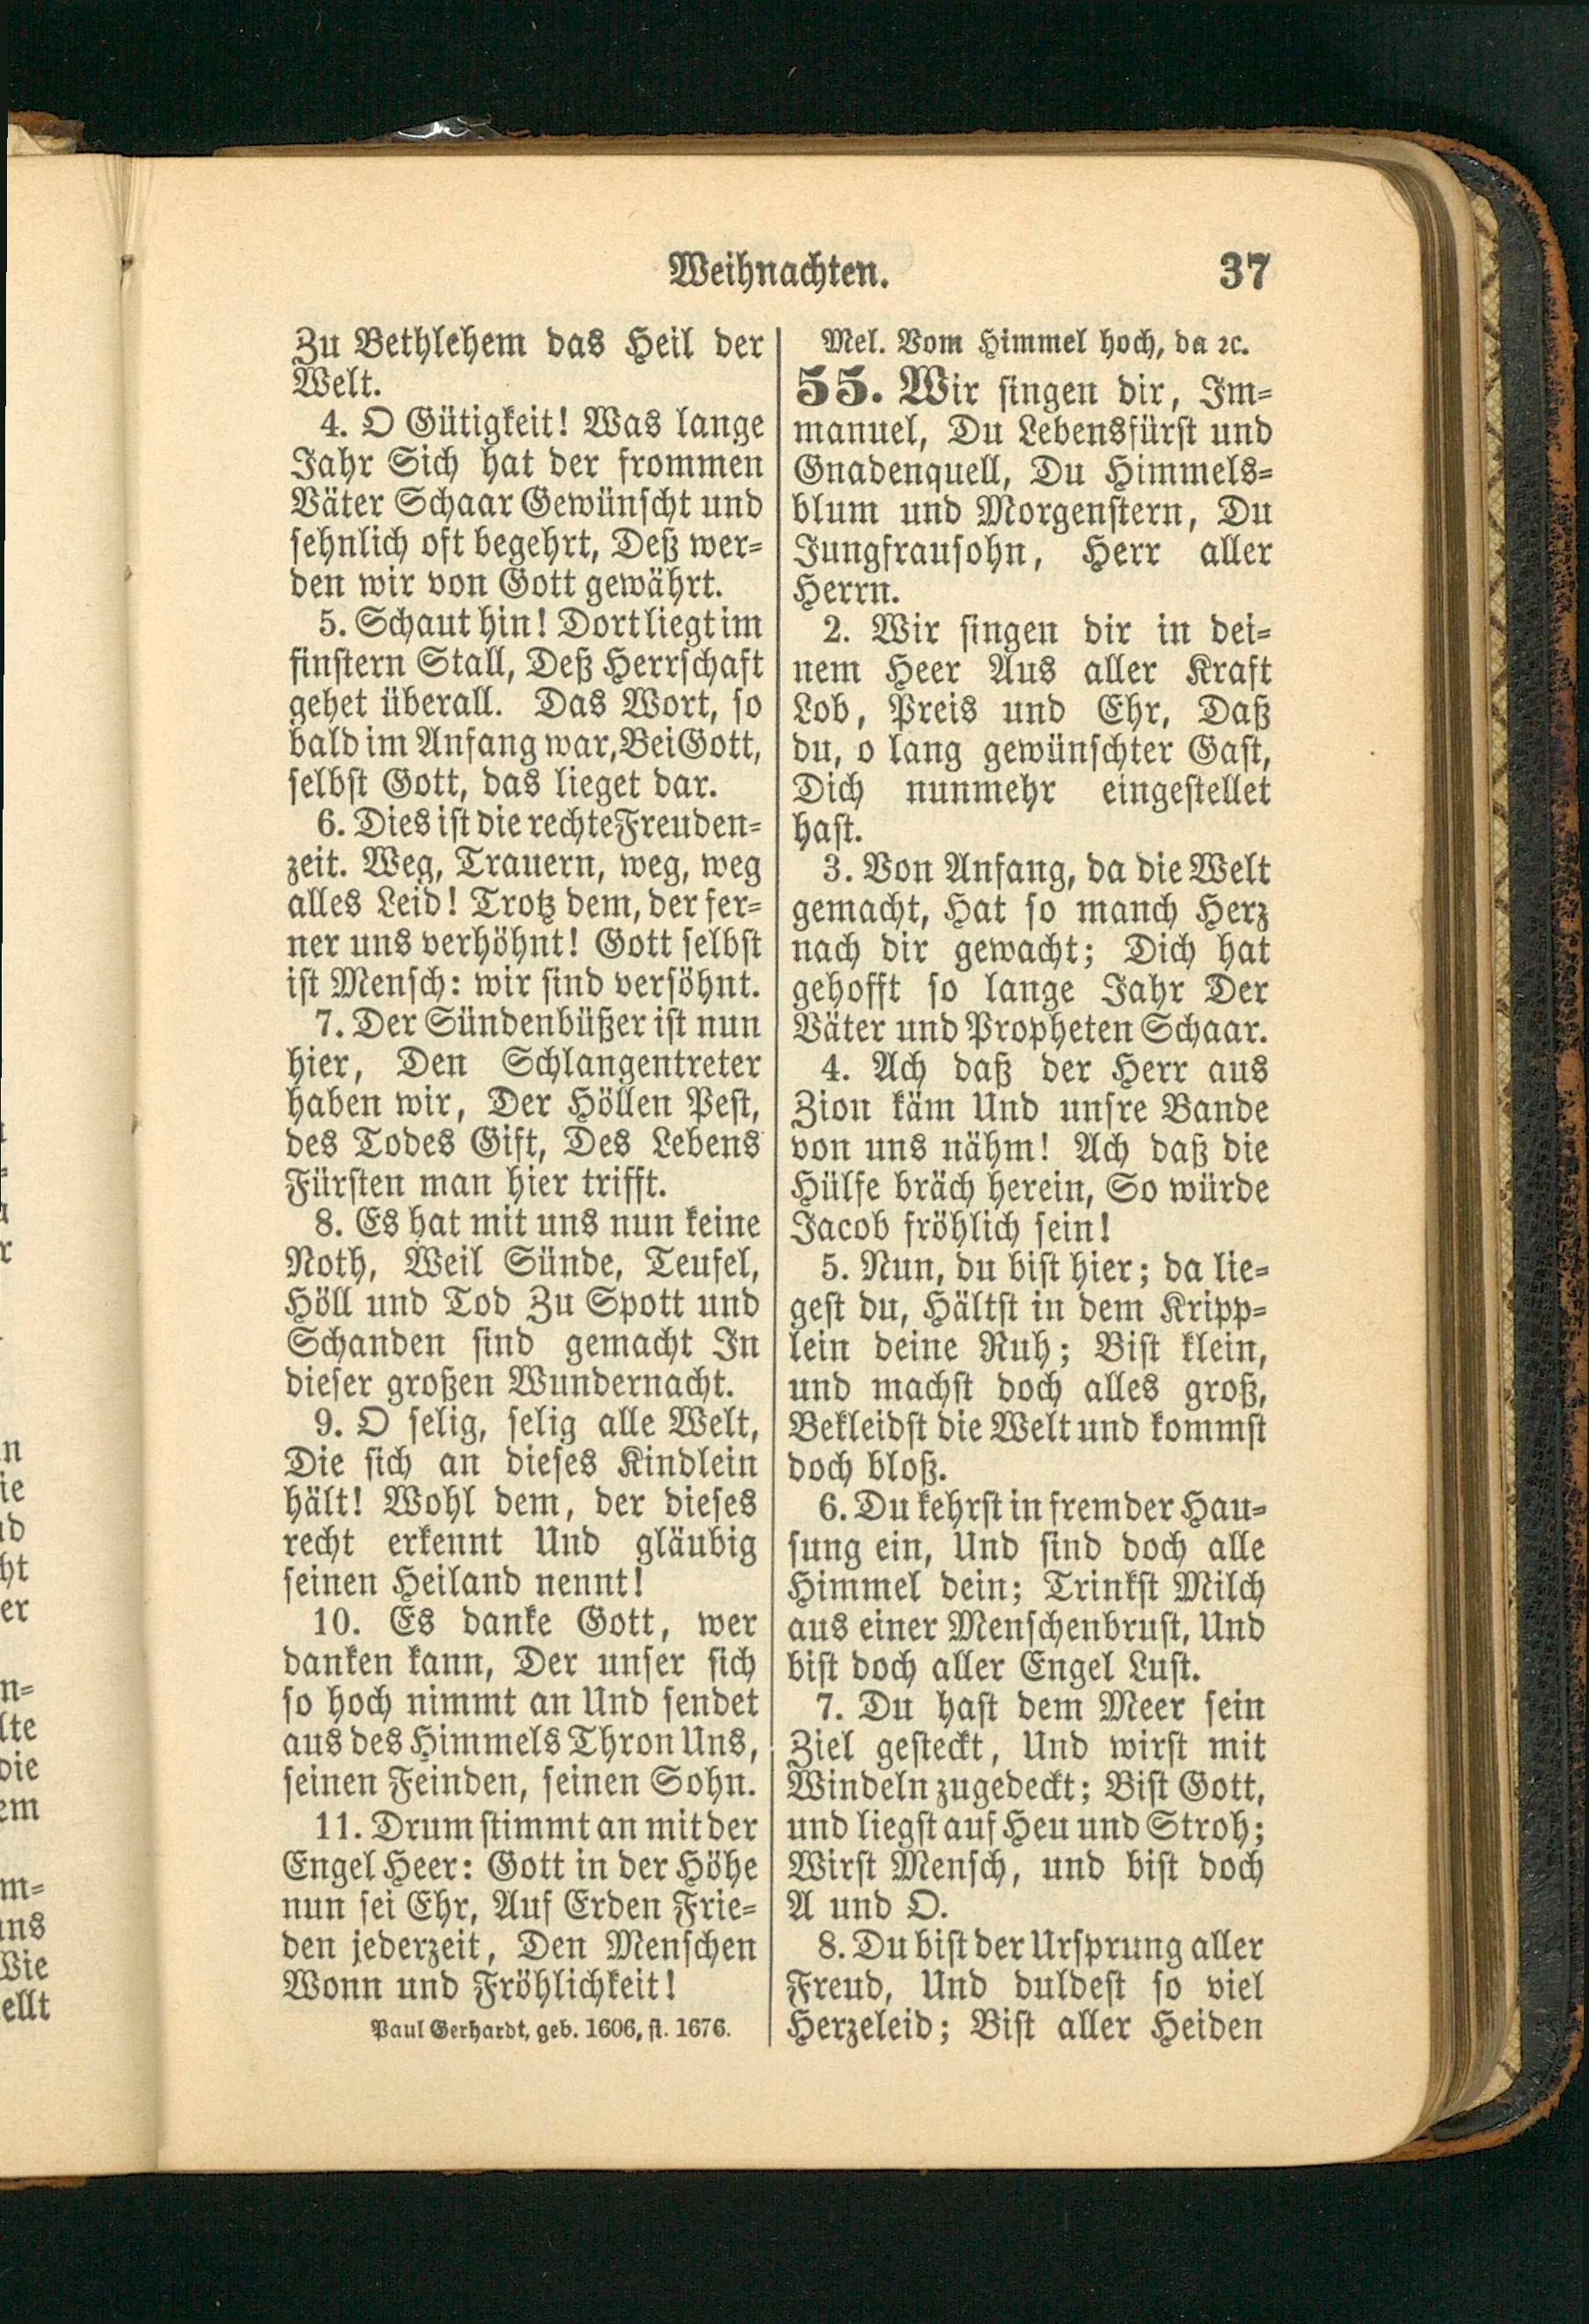 Weihnachten.
37
Zu Bethlehem das Heil der
Welt.
4. O Gütigkeit! Was lange
Jahr Sich hat der frommen
Väter Schaar Gewünscht und
sehnlich oft begehrt, Deß wer-
den wir von Gott gewährt.
5. Schaut hin! Dort liegt im
finstern Stall, Deß Herrschaft
gehet überall. Das Wort, so
bald im Anfang war, Bei Gott,
selbst Gott, das lieget dar.
6. Dies ist die rechte Freuden-
zeit. Weg, Trauern, weg, weg
alles Leid! Trotz dem, der fer-
ner uns verhöhnt! Gott selbst
ist Mensch: wir sind versöhnt.
7. Der Sündenbüßer ist nun
hier, Den Schlangentreter
haben wir, Der Höllen Pest,
des Todes Gift, Des Lebens
Fürsten man hier trifft.
8. Es hat mit uns nun keine
Noth, Weil Sünde, Teufel,
Höll und Tod Zu Spott und
Schanden sind gemacht In
dieser großen Wundernacht.
9. O selig, selig alle Welt,
Die sich an dieses Kindlein
hält! Wohl dem, der dieses
recht erkennt Und gläubig
seinen Heiland nennt!
10. Es danke Gott, wer
danken kann, Der unser sich
so hoch nimmt an Und sendet
aus des Himmels Thron Uns,
seinen Feinden, seinen Sohn.
11. Drum stimmt an mit der
Engel Heer: Gott in der Höhe
nun sei Ehr, Auf Erden Frie-
den jederzeit, Den Menschen
Wonn und Fröhlichkeit!
Paul Gerhardt, geb. 1606, st. 1676.
Mel. Vom Himmel hoch, da ꝛc.
55. Wir singen dir, Im-
manuel, Du Lebensfürst und
Gnadenquell, Du Himmels-
blum und Morgenstern, Du
Jungfrausohn, Herr aller
Herrn.
2. Wir singen dir in dei-
nem Heer Aus aller Kraft
Lob, Preis und Ehr, Daß
du, o lang gewünschter Gast,
Dich nunmehr eingestellet
hast.
3. Von Anfang, da die Welt
gemacht, Hat so manch Herz
nach dir gewacht; Dich hat
gehofft so lange Jahr Der
Väter und Propheten Schaar.
4. Ach daß der Herr aus
Zion käm Und unsre Bande
von uns nähm! Ach daß die
Hülfe bräch herein, So würde
Jacob fröhlich sein!
5. Nun, du bist hier; da lie-
gest du, Hältst in dem Kripp-
lein deine Ruh; Bist klein,
und machst doch alles groß,
Bekleidst die Welt und kommst
doch bloß.
6. Du kehrst in fremder Hau-
sung ein, Und sind doch alle
Himmel dein; Trinkst Milch
aus einer Menschenbrust, Und
bist doch aller Engel Lust.
7. Du hast dem Meer sein
Ziel gesteckt, Und wirst mit
Windeln zugedeckt; Bist Gott,
und liegst auf Heu und Stroh;
Wirst Mensch, und bist doch
A und O.
8. Du bist der Ursprung aller
Freud, Und duldest so viel
Herzeleid; Bist aller Heiden